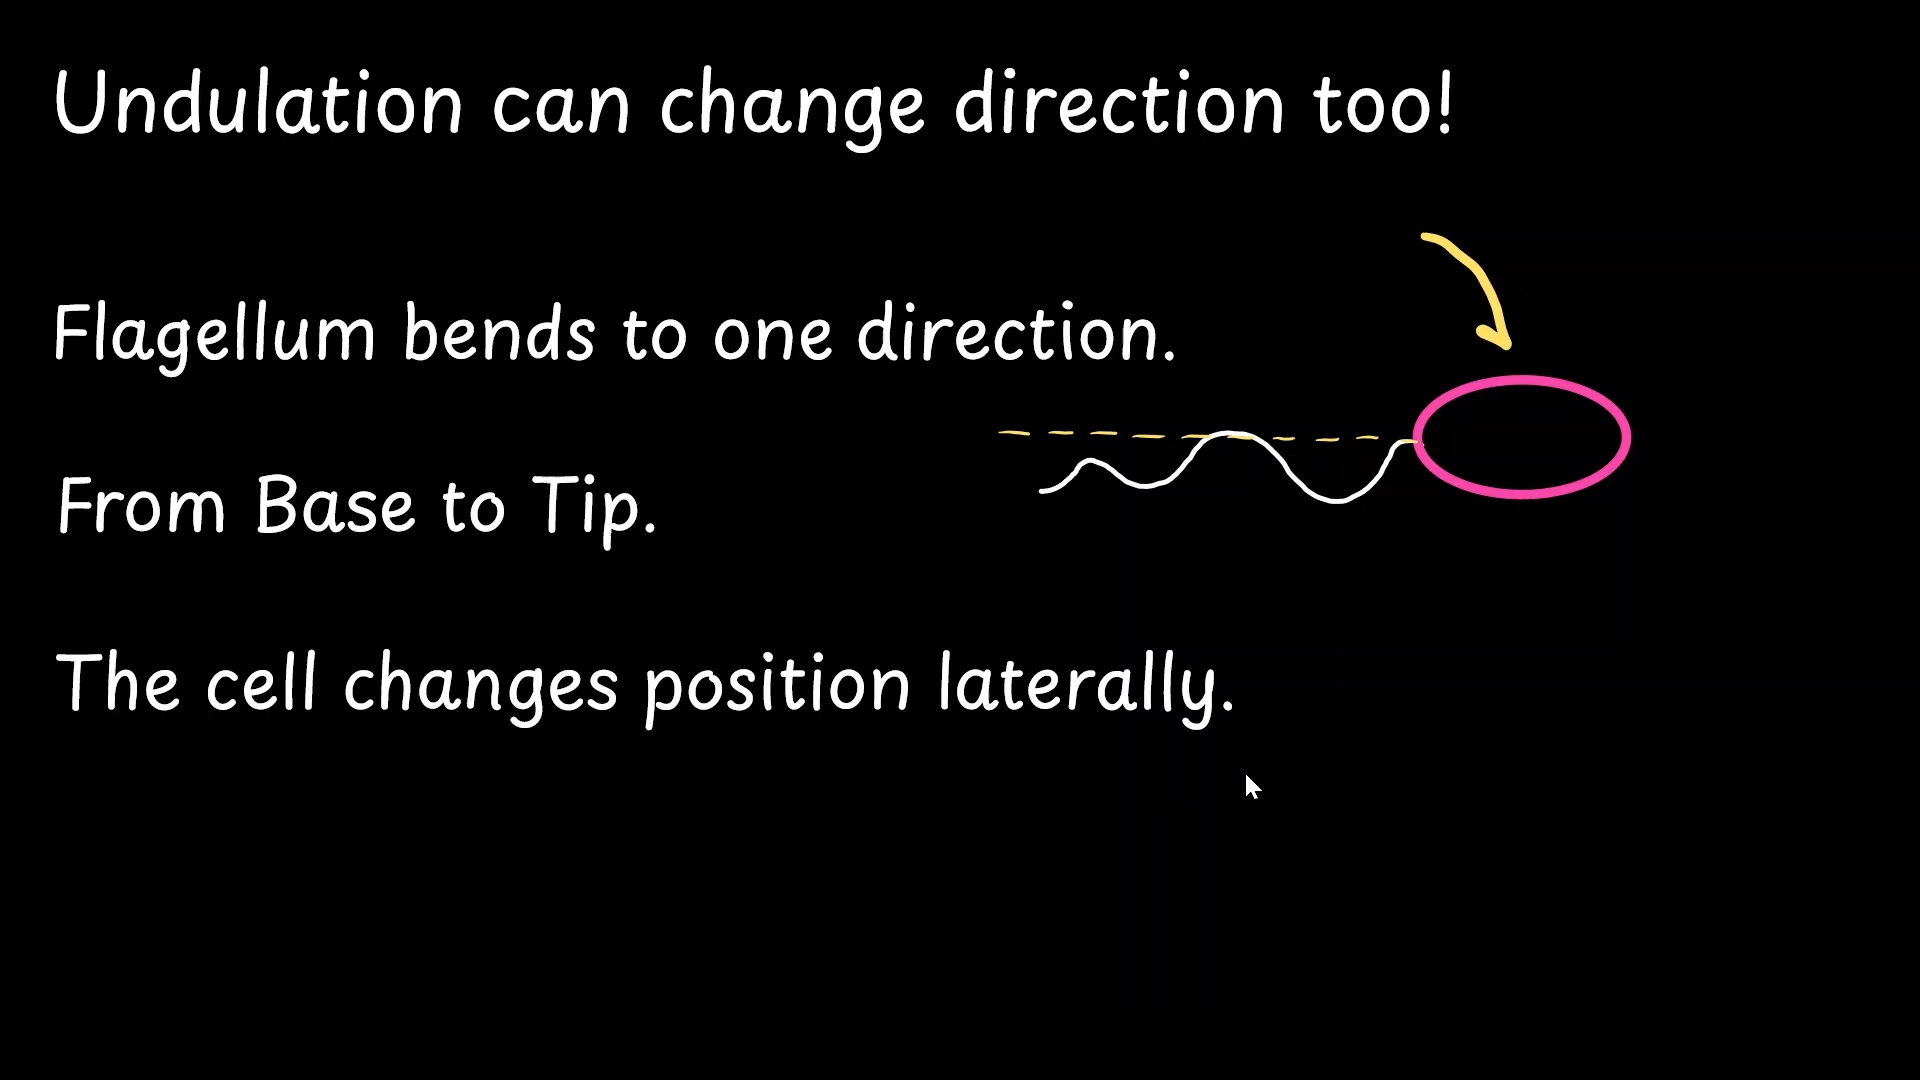 Undulation can change direction too!
Flagellum bends to one direction.
From Base to Tip.
The cell changes position laterally.